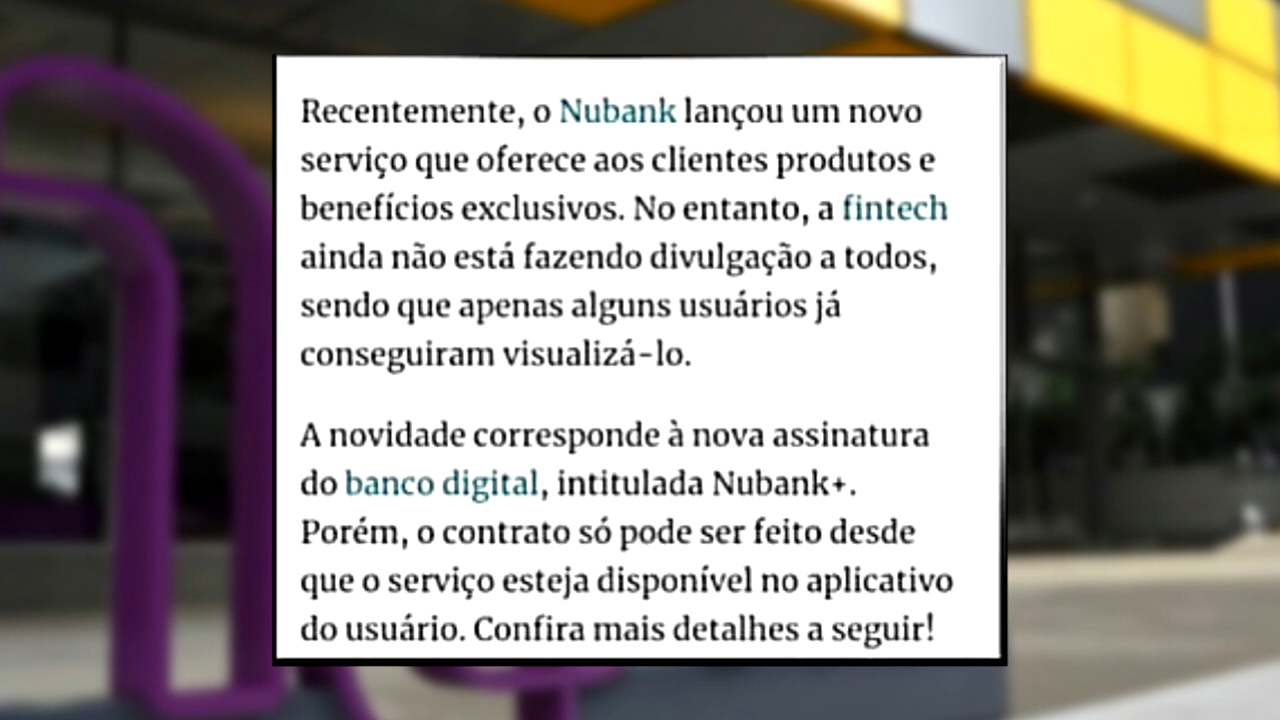 Recentemente, o Nubank lançou um novo
serviço que oferece aos clientes produtos e
benefícios exclusivos. No entanto, a fintech
ainda não está fazendo divulgação a todos,
sendo que apenas alguns usuários já
conseguiram visualizá-lo.
A novidade corresponde à nova assinatura
do banco digital, intitulada Nubank+.
Porém, o contrato só pode ser feito desde
que o serviço esteja disponível no aplicativo
do usuário. Confira mais detalhes a seguir!